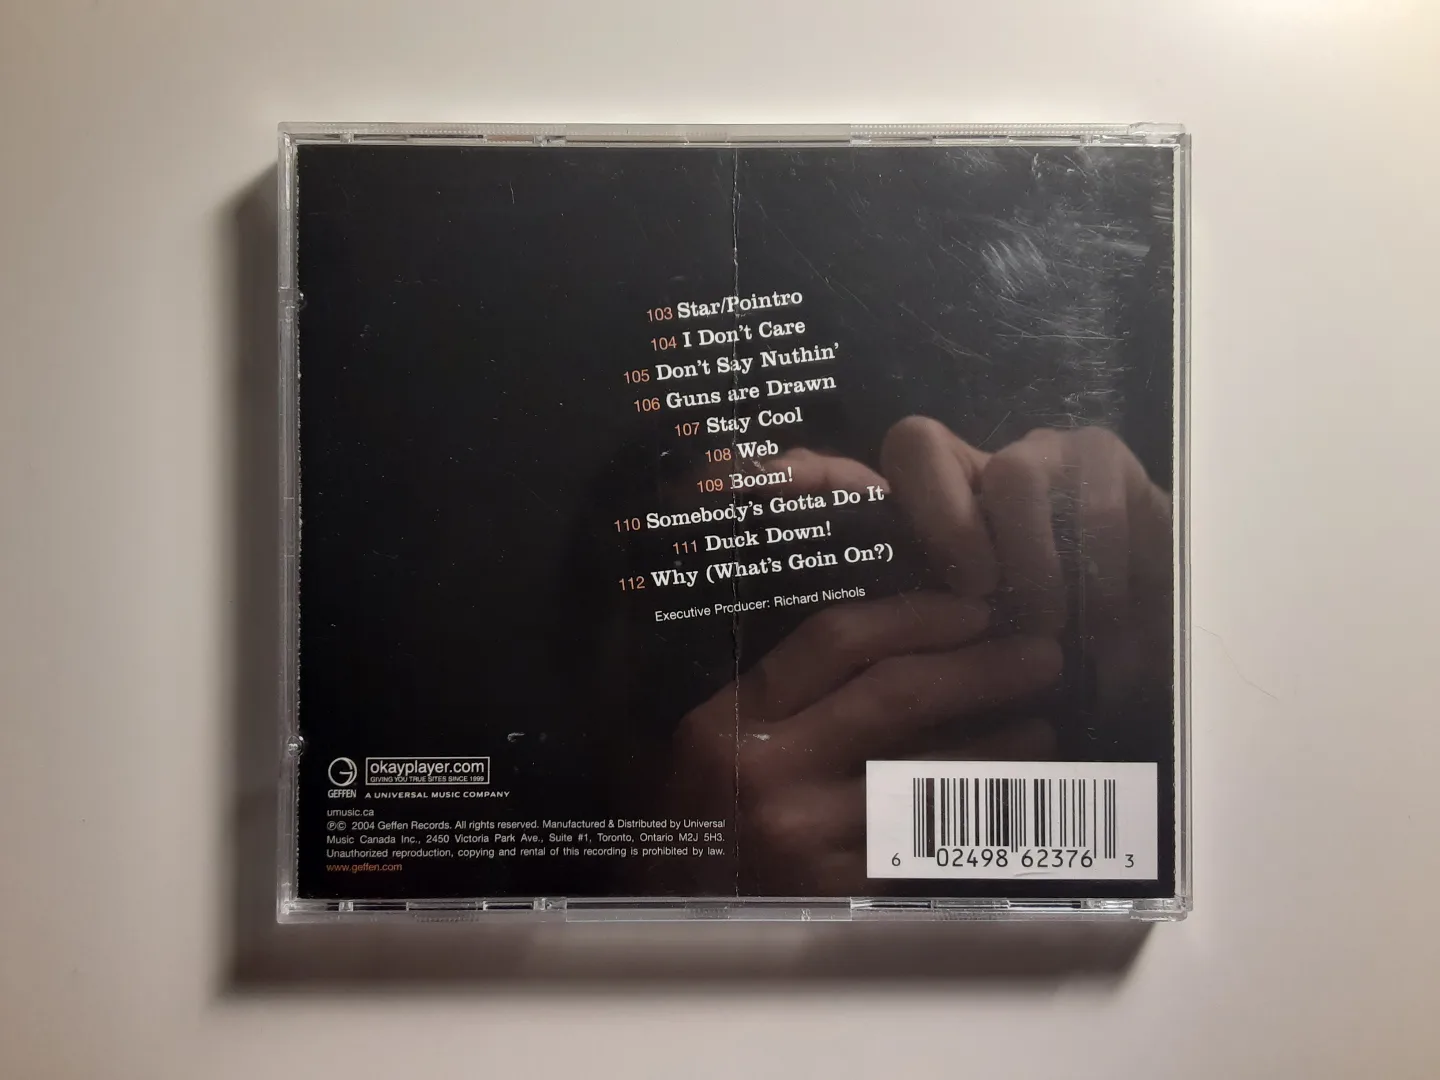 103 Star/Pointro
104 I Don't Care
105 Don't Say Nuthin'
106 Guns are Drawn
107 Stay Cool
108 Web
109 Boom!
110 Somebody's Gotta Do It
111 Duck Down!
112 Why (What's Goin On?)
Executive Producer: Richard Nichols
okayplayer.com
GIVING YOU TRUE SITES SINCE 1999
GEFFEN A UNIVERSAL MUSIC COMPANY
umusic.ca
℗© 2004 Geffen Records. All rights reserved. Manufactured & Distributed by Universal
Music Canada Inc., 2450 Victoria Park Ave., Suite #1, Toronto, Ontario M2J 5H3.
Unauthorized reproduction, copying and rental of this recording is prohibited by law.
www.geffen.com
6 02498 62376 3